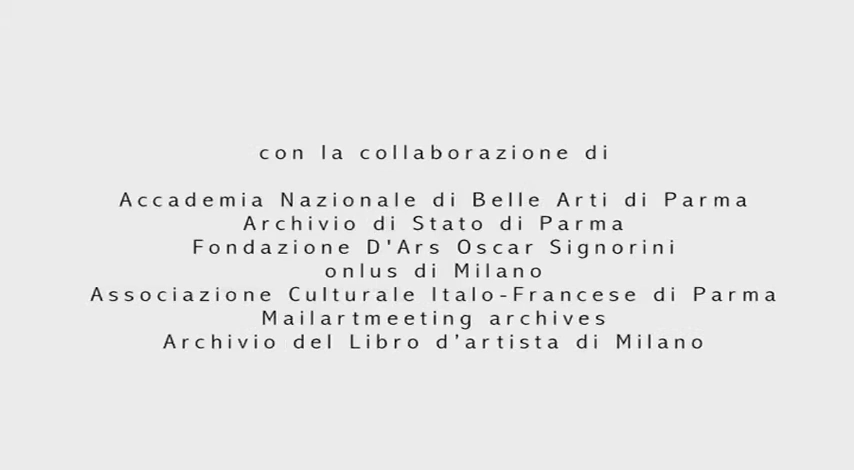 con la collaborazione di
Accademia Nazionale di Belle Arti di Parma
Archivio di Stato di Parma
Fondazione D'Ars Oscar Signorini
onlus di Milano
Associazione Culturale Italo-Francese di Parma
Mailartmeeting archives
Archivio del Libro d’artista di Milano